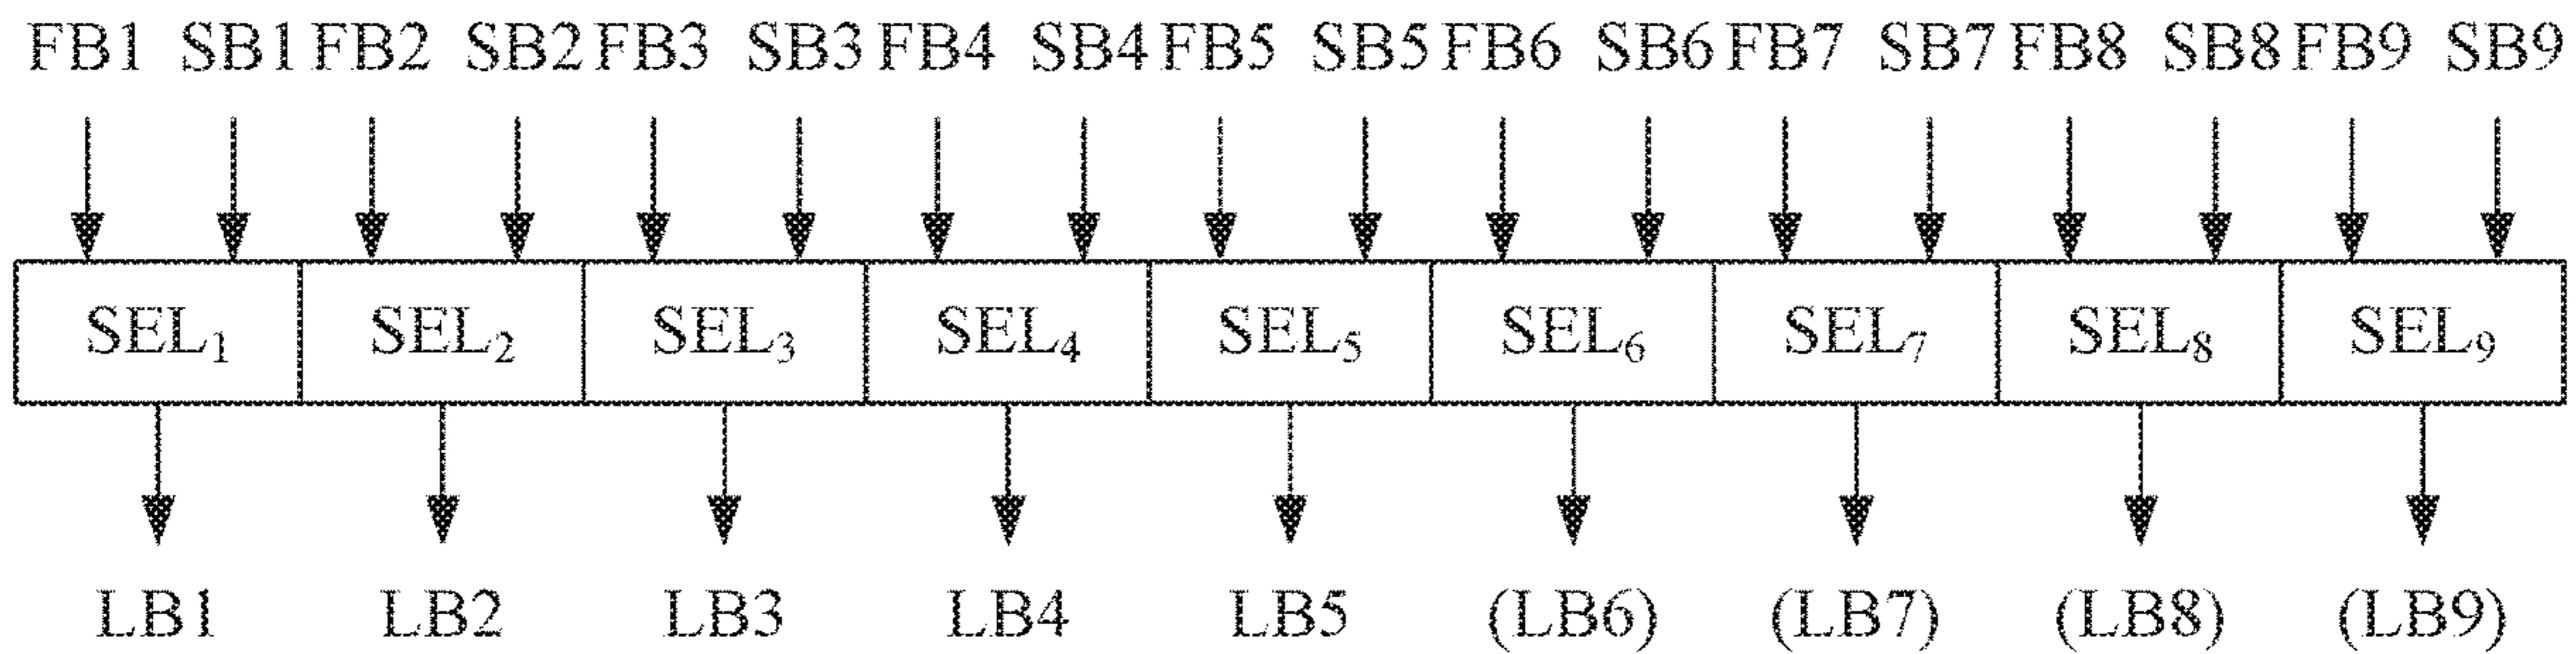 FB1 SB1 FB2 SB2 FB3 SB3 FB4 SB4 FB5 SB5 FB6 SB6 FB7 SB7 FB8 SB8 FB9 SB9
SEL₁ SEL₂ SEL₃ SEL₄ SEL₅ SEL₆ SEL₇ SEL₈ SEL₉
LB1 LB2 LB3 LB4 LB5 (LB6) (LB7) (LB8) (LB9)